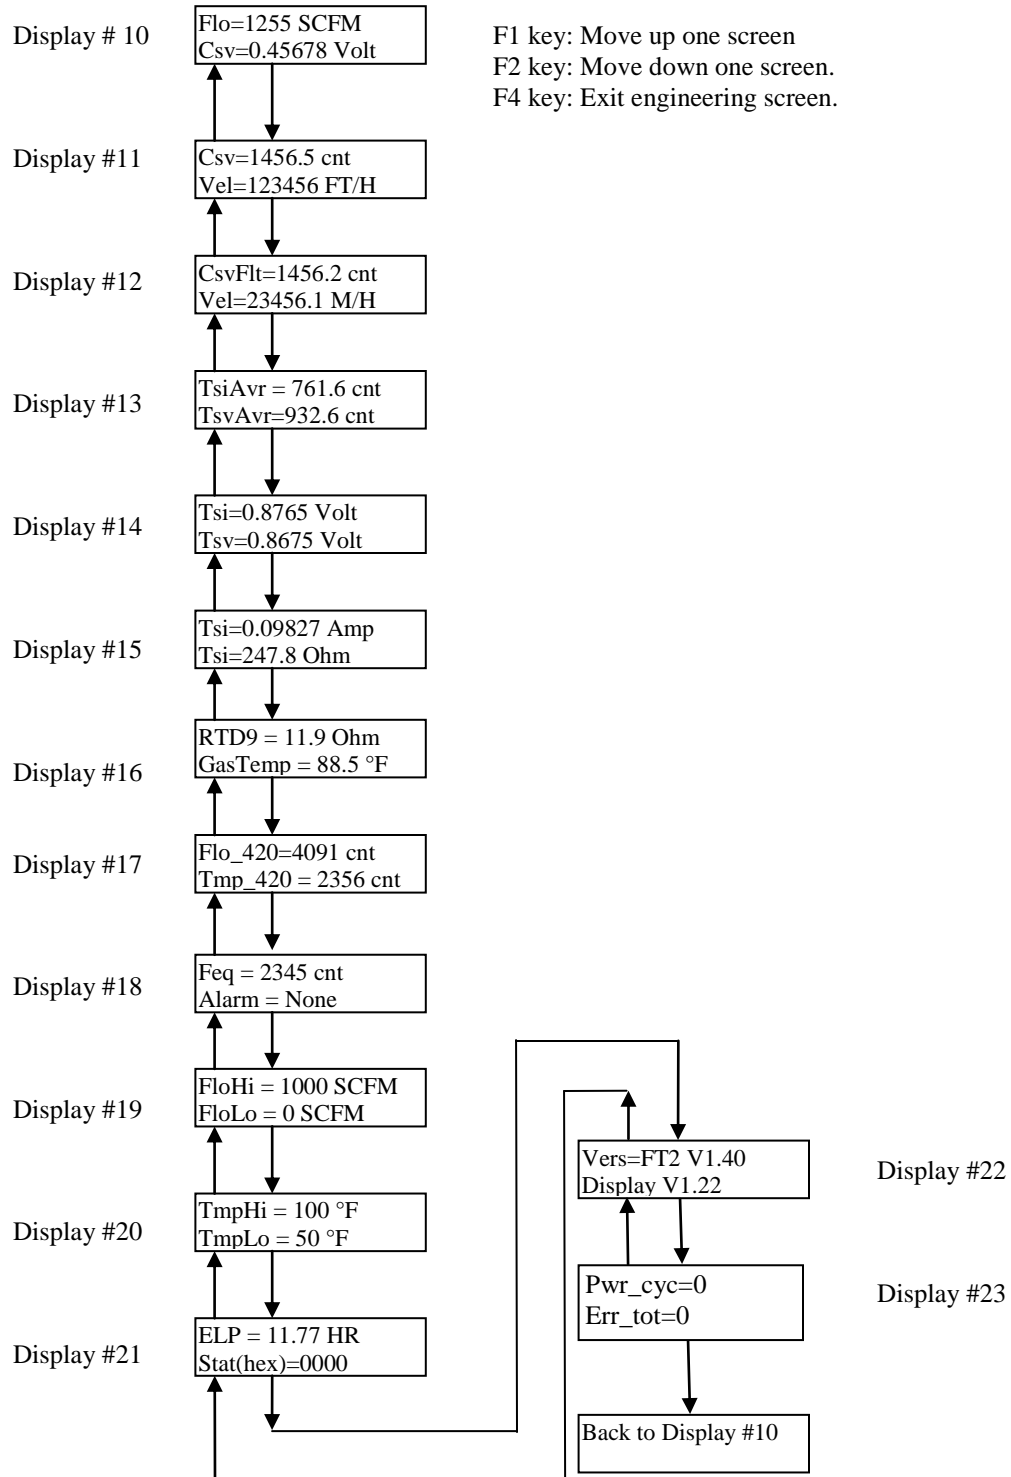 Display # 10
Flo=1255 SCFM
Csv=0.45678 Volt
F1 key: Move up one screen
F2 key: Move down one screen.
F4 key: Exit engineering screen.
Display #11
Csv=1456.5 cnt
Vel=123456 FT/H
Display #12
CsvFlt=1456.2 cnt
Vel=23456.1 M/H
Display #13
TsiAvr = 761.6 cnt
TsvAvr=932.6 cnt
Display #14
Tsi=0.8765 Volt
Tsv=0.8675 Volt
Display #15
Tsi=0.09827 Amp
Tsi=247.8 Ohm
Display #16
RTD9 = 11.9 Ohm
GasTemp = 88.5 °F
Display #17
Flo_420=4091 cnt
Tmp_420 = 2356 cnt
Display #18
Feq = 2345 cnt
Alarm = None
Display #19
FloHi = 1000 SCFM
FloLo = 0 SCFM
Display #20
TmpHi = 100 °F
TmpLo = 50 °F
Display #21
ELP = 11.77 HR
Stat(hex)=0000
Vers=FT2 V1.40
Display V1.22
Display #22
Pwr_cyc=0
Err_tot=0
Display #23
Back to Display #10